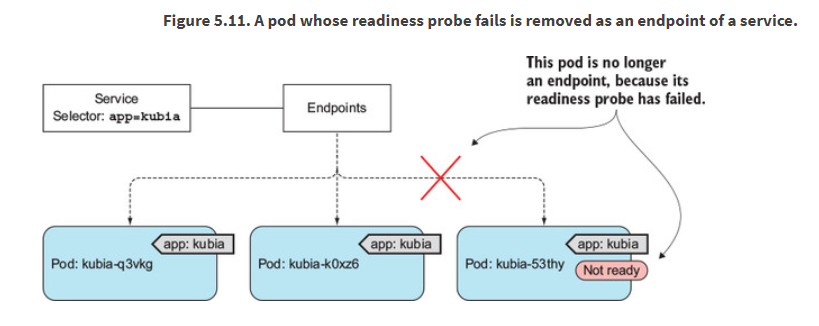 Figure 5.11. A pod whose readiness probe fails is removed as an endpoint of a service.
This pod is no longer
an endpoint, because its
readiness probe has failed.
Service
Selector: app=kubia
Endpoints
app: kubia
Pod: kubia-q3vkg
app: kubia
Pod: kubia-k0xz6
app: kubia
Pod: kubia-53thy
Not ready